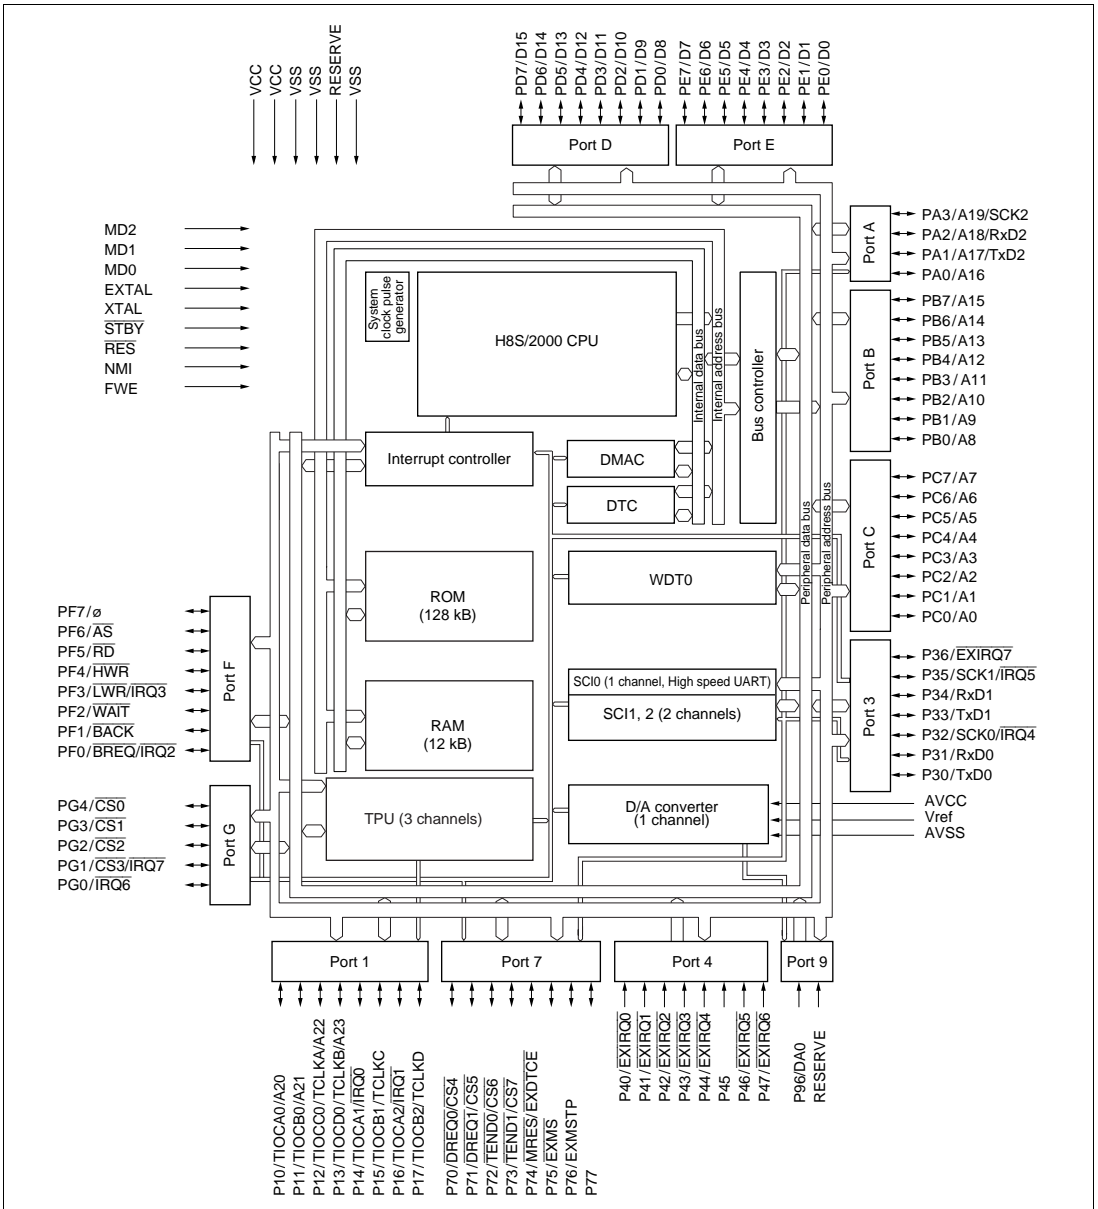 VCC
VCC
VSS
VSS
RESERVE
VSS
PD7/D15
PD6/D14
PD5/D13
PD4/D12
PD3/D11
PD2/D10
PD1/D9
PD0/D8
PE7/D7
PE6/D6
PE5/D5
PE4/D4
PE3/D3
PE2/D2
PE1/D1
PE0/D0
Port D
Port E
MD2
MD1
MD0
EXTAL
XTAL
STBY
RES
NMI
FWE
System
clock pulse
generator
H8S/2000 CPU
Internal data bus
Internal address bus
Bus controller
Port A
PA3/A19/SCK2
PA2/A18/RxD2
PA1/A17/TxD2
PA0/A16
Port B
PB7/A15
PB6/A14
PB5/A13
PB4/A12
PB3/A11
PB2/A10
PB1/A9
PB0/A8
Interrupt controller
DMAC
DTC
Peripheral data bus
Peripheral address bus
Port C
PC7/A7
PC6/A6
PC5/A5
PC4/A4
PC3/A3
PC2/A2
PC1/A1
PC0/A0
ROM
(128 kB)
WDT0
PF7/ø
PF6/AS
PF5/RD
PF4/HWR
PF3/LWR/IRQ3
PF2/WAIT
PF1/BACK
PF0/BREQ/IRQ2
Port F
RAM
(12 kB)
SCI0 (1 channel, High speed UART)
SCI1, 2 (2 channels)
Port 3
P36/EXIRQ7
P35/SCK1/IRQ5
P34/RxD1
P33/TxD1
P32/SCK0/IRQ4
P31/RxD0
P30/TxD0
PG4/CS0
PG3/CS1
PG2/CS2
PG1/CS3/IRQ7
PG0/IRQ6
Port G
TPU (3 channels)
D/A converter
(1 channel)
AVCC
Vref
AVSS
Port 1
Port 7
Port 4
Port 9
P10/TIOCA0/A20
P11/TIOCB0/A21
P12/TIOCC0/TCLKA/A22
P13/TIOCD0/TCLKB/A23
P14/TIOCA1/IRQ0
P15/TIOCB1/TCLKC
P16/TIOCA2/IRQ1
P17/TIOCB2/TCLKD
P70/DREQ0/CS4
P71/DREQ1/CS5
P72/TEND0/CS6
P73/TEND1/CS7
P74/MRES/EXDTCE
P75/EXMS
P76/EXMSTP
P77
P40/EXIRQ0
P41/EXIRQ1
P42/EXIRQ2
P43/EXIRQ3
P44/EXIRQ4
P45
P46/EXIRQ5
P47/EXIRQ6
P96/DA0
RESERVE